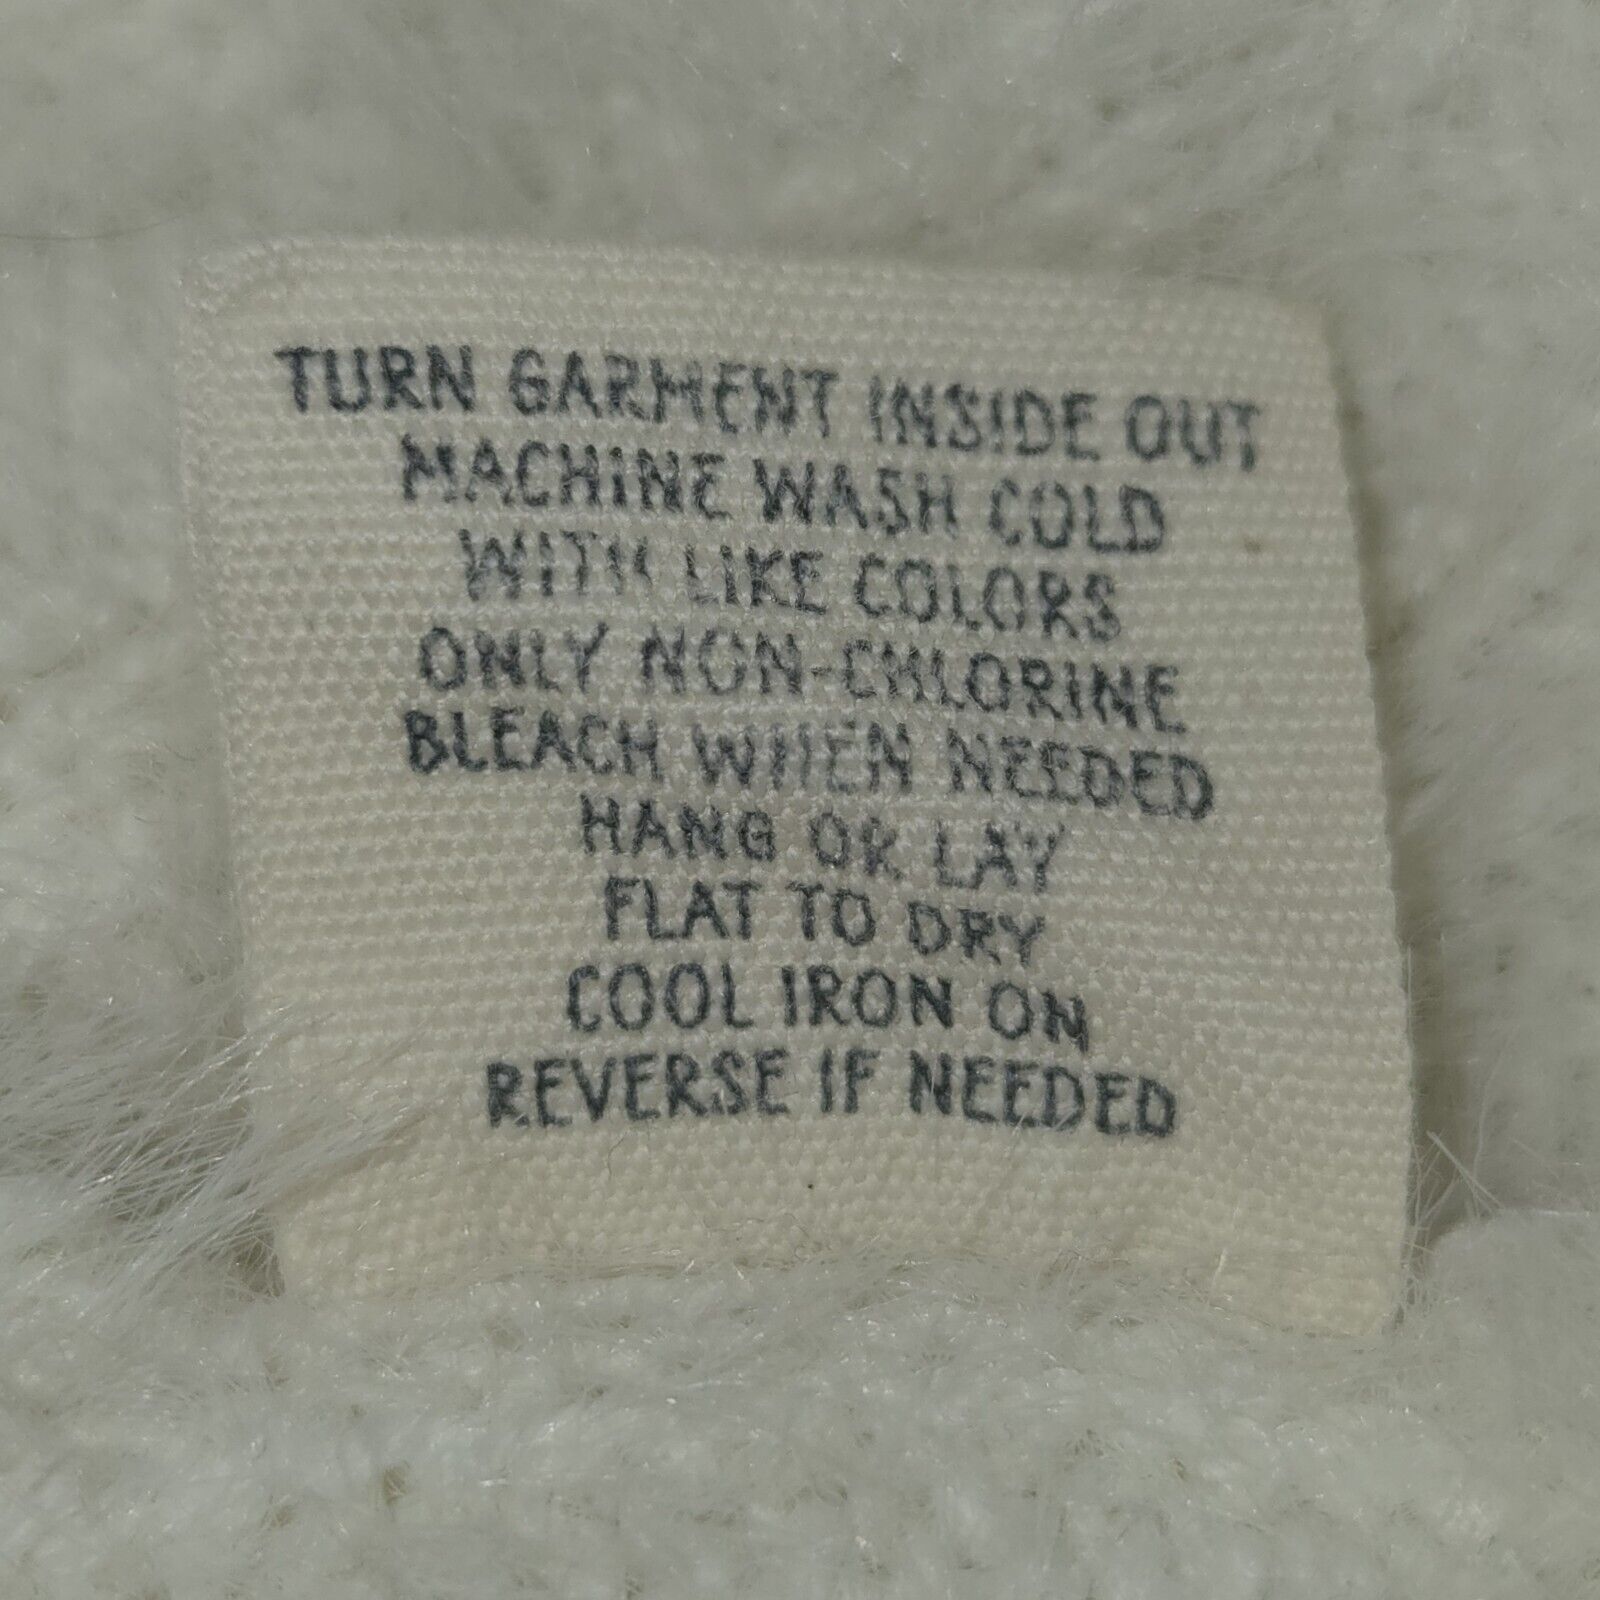 TURN GARMENT INSIDE OUT
MACHINE WASH COLD
WITH LIKE COLORS
ONLY NON-CHLORINE
BLEACH WHEN NEEDED
HANG OR LAY
FLAT TO DRY
COOL IRON ON
REVERSE IF NEEDED